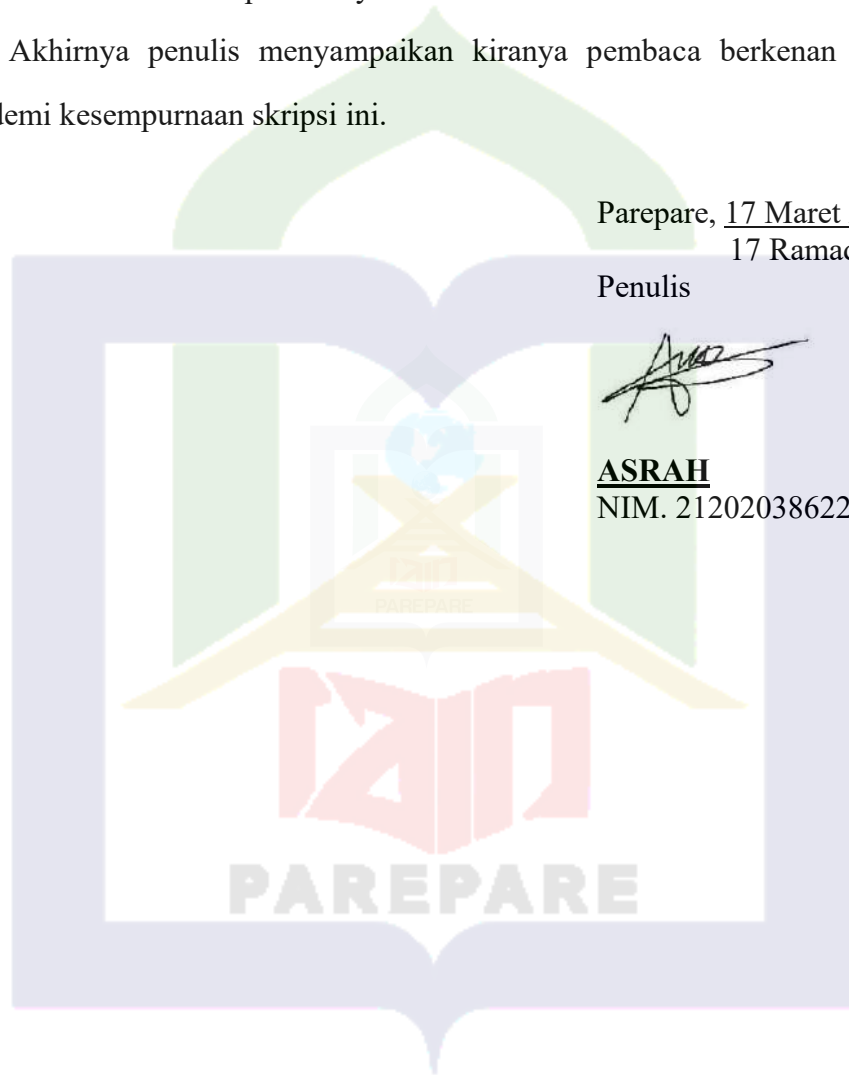 Akhirnya penulis menyampaikan kiranya pembaca berkenan
demi kesempurnaan skripsi ini.
Parepare, 17 Maret
17 Ramad
Penulis
ASRAH
NIM. 21202038622
PAREPARE
PAREPARE